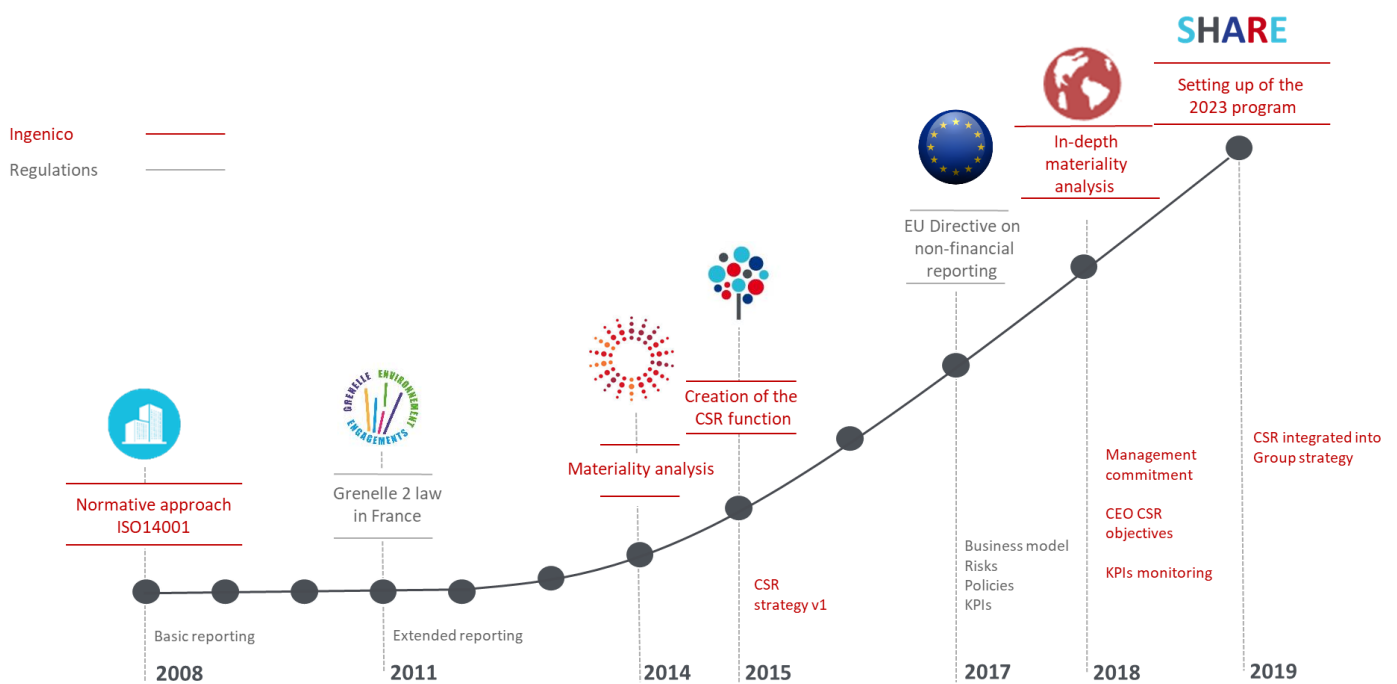 SHARE
Setting up of the
2023 program
Ingenico
Regulations
In-depth
materiality
analysis
EU Directive on
non-financial
reporting
GRENELLE ENVIRONNEMENT
ENGAGEMENTS
Creation of the
CSR function
Materiality analysis
Normative approach
ISO14001
Grenelle 2 law
in France
CSR integrated into
Group strategy
Management
commitment
CEO CSR
objectives
KPIs monitoring
Business model
Risks
Policies
KPIs
CSR
strategy v1
Basic reporting
Extended reporting
2008
2011
2014
2015
2017
2018
2019